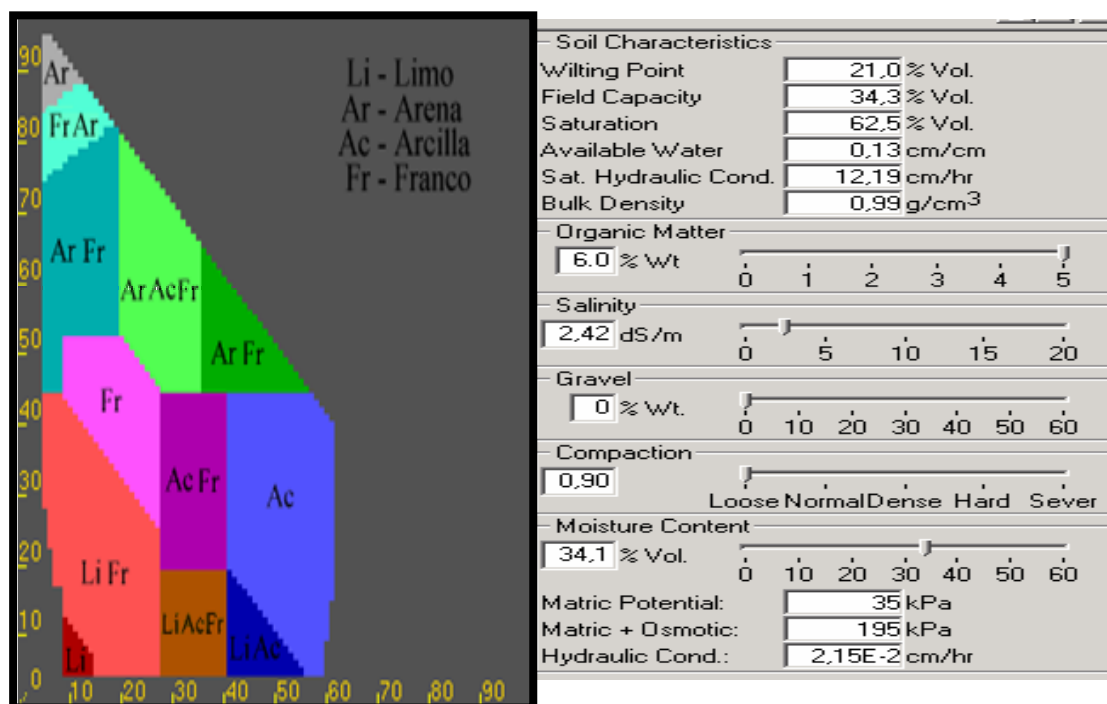 Li - Limo
Ar - Arena
Ac - Arcilla
Fr - Franco
90
Ar
80
Fr Ar
70
60
Ar Fr
Ar AcFr
50
Ar Fr
40
Fr
30
Ac Fr
Ac
20
Li Fr
10
LiAcFr
LiAc
Li
0
10 20 30 40 50 60 70 80 90
Soil Characteristics
Wilting Point 21,0 % Vol.
Field Capacity 34,3 % Vol.
Saturation 62,5 % Vol.
Available Water 0,13 cm/cm
Sat. Hydraulic Cond. 12,19 cm/hr
Bulk Density 0,99 g/cm3
Organic Matter
6.0 % Wt
0 1 2 3 4 5
Salinity
2,42 dS/m
0 5 10 15 20
Gravel
0 % Wt.
0 10 20 30 40 50 60
Compaction
0,90
Loose Normal Dense Hard Sever
Moisture Content
34,1 % Vol.
0 10 20 30 40 50 60
Matric Potential: 35 kPa
Matric + Osmotic: 195 kPa
Hydraulic Cond.: 2,15E-2 cm/hr